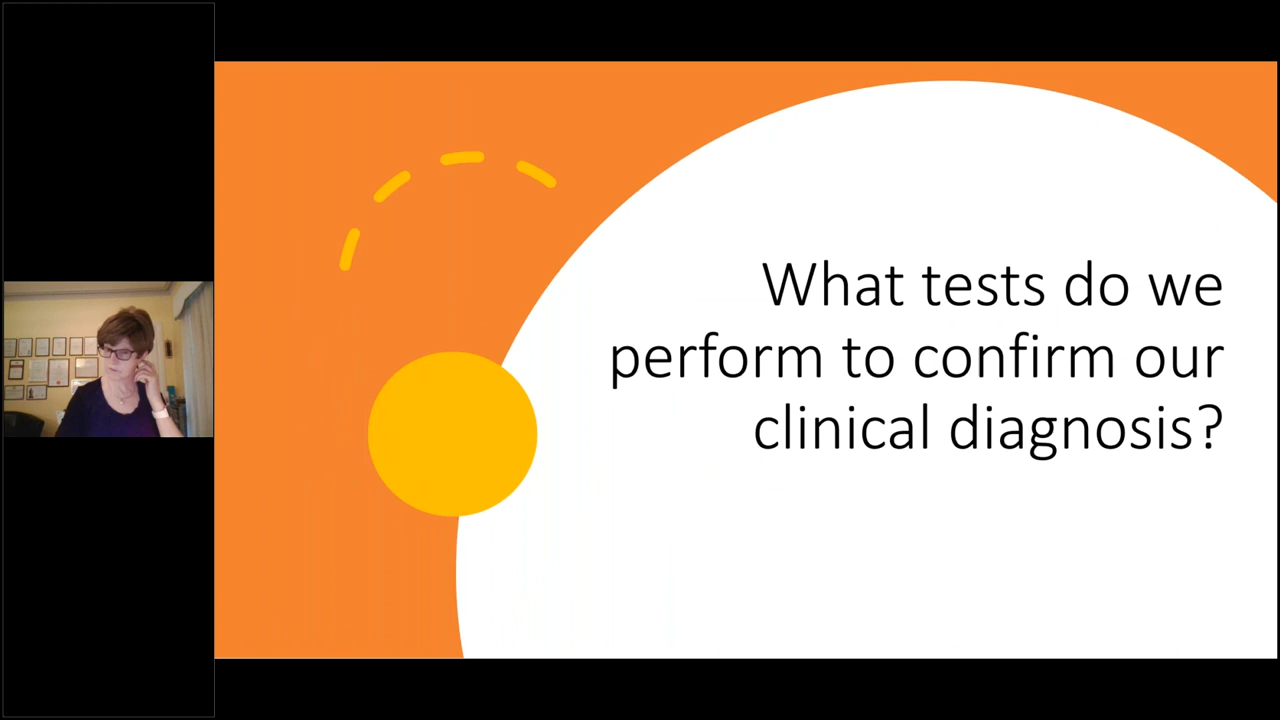 What tests do we
perform to confirm our
clinical diagnosis?